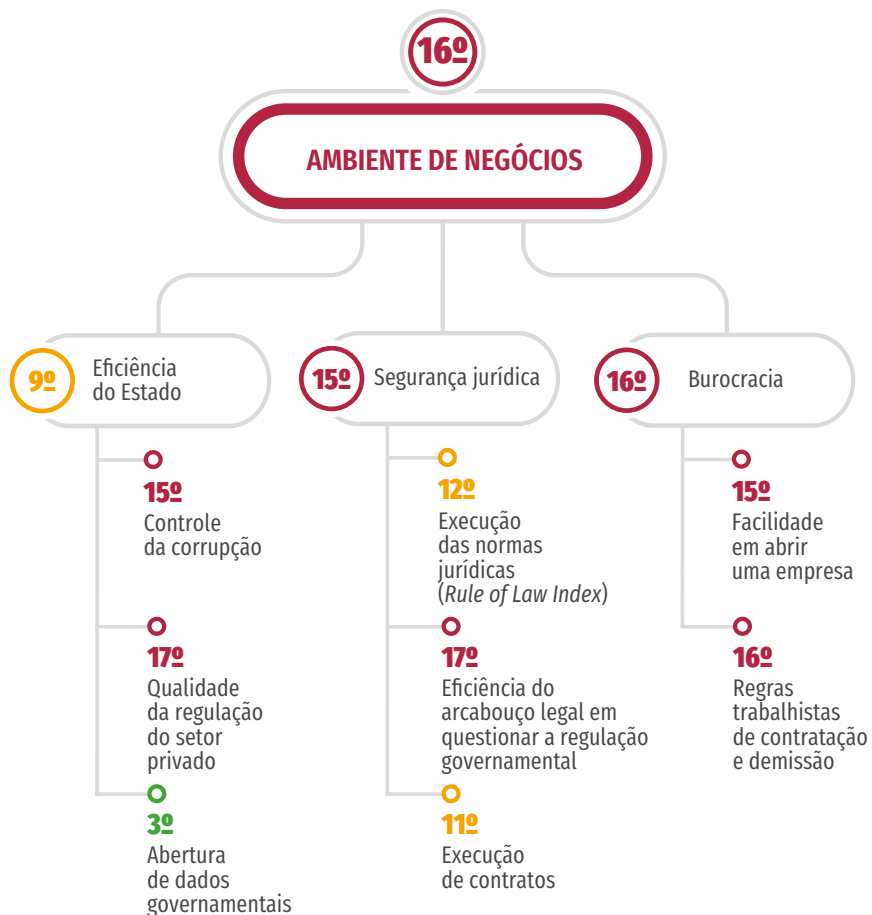 16º
AMBIENTE DE NEGÓCIOS
9º
Eficiência
do Estado
15º
Controle
da corrupção
17º
Qualidade
da regulação
do setor
privado
3º
Abertura
de dados
governamentais
15º
Segurança jurídica
12º
Execução
das normas
jurídicas
(Rule of Law Index)
17º
Eficiência do
arcabouço legal em
questionar a regulação
governamental
11º
Execução
de contratos
16º
Burocracia
15º
Facilidade
em abrir
uma empresa
16º
Regras
trabalhistas
de contratação
e demissão